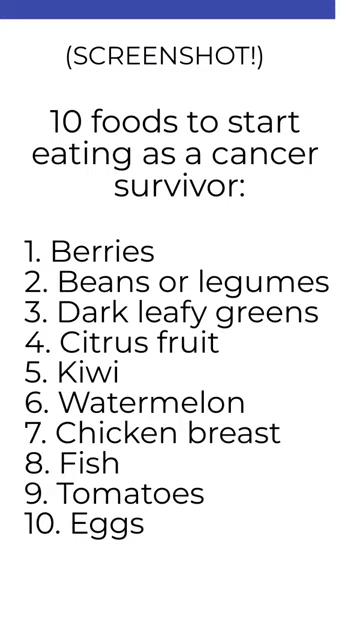 (SCREENSHOT!)
10 foods to start
eating as a cancer
survivor:
1. Berries
2. Beans or legumes
3. Dark leafy greens
4. Citrus fruit
5. Kiwi
6. Watermelon
7. Chicken breast
8. Fish
9. Tomatoes
10. Eggs